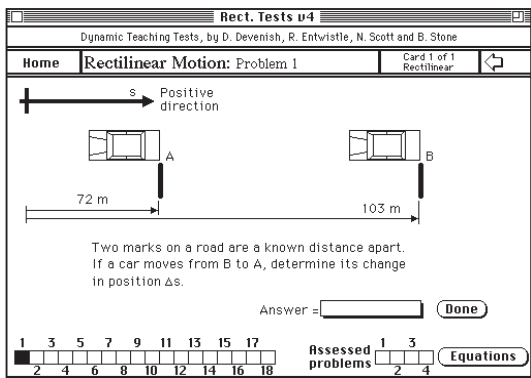 Rect. Tests v4
Dynamic Teaching Tests, by D. Devenish, R. Entwistle, N. Scott and B. Stone
Home
Rectilinear Motion: Problem 1
Card 1 of 1
Rectilinear
s
Positive
direction
A
B
72 m
103 m
Two marks on a road are a known distance apart.
If a car moves from B to A, determine its change
in position Δs.
Answer =
Done
1 3 5 7 9 11 13 15 17
2 4 6 8 10 12 14 16 18
Assessed
problems
1 3
2 4
Equations